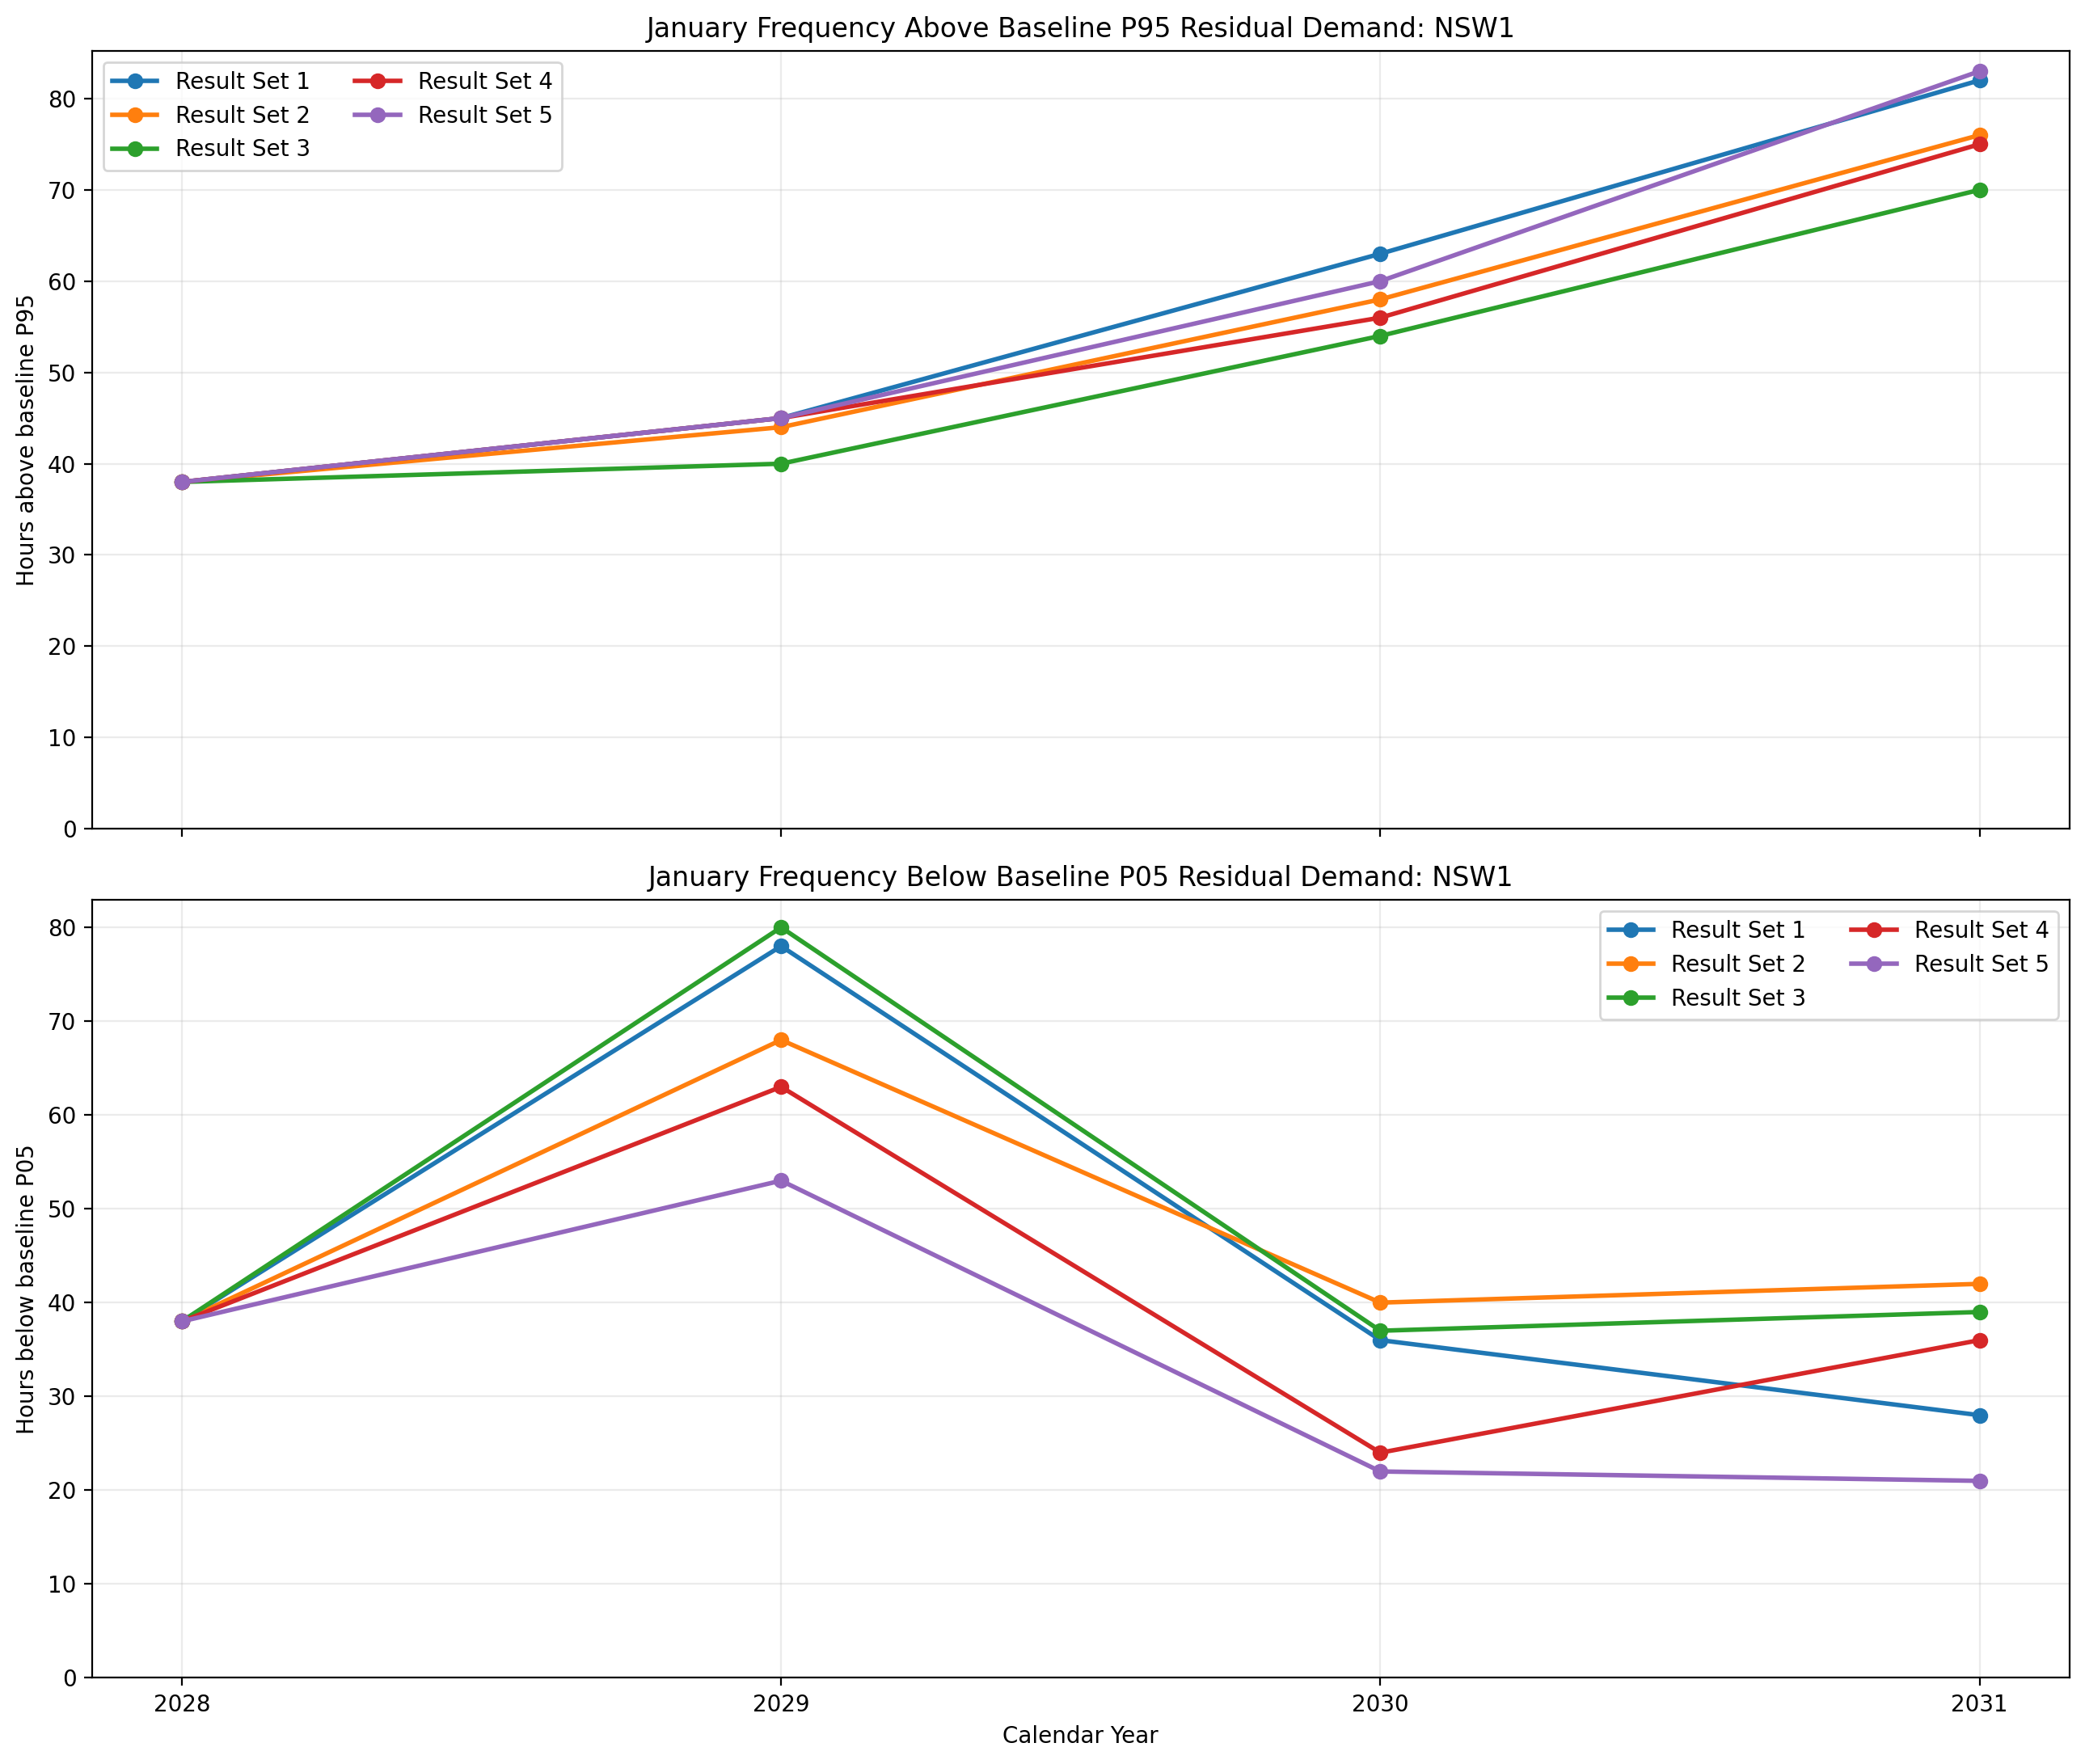 January Frequency Above Baseline P95 Residual Demand: NSW1
Result Set 1
Result Set 2
Result Set 3
Result Set 4
Result Set 5
Hours above baseline P95
80
70
60
50
40
30
20
10
0
January Frequency Below Baseline P05 Residual Demand: NSW1
Result Set 1
Result Set 2
Result Set 3
Result Set 4
Result Set 5
Hours below baseline P05
80
70
60
50
40
30
20
10
0
2028
2029
2030
2031
Calendar Year